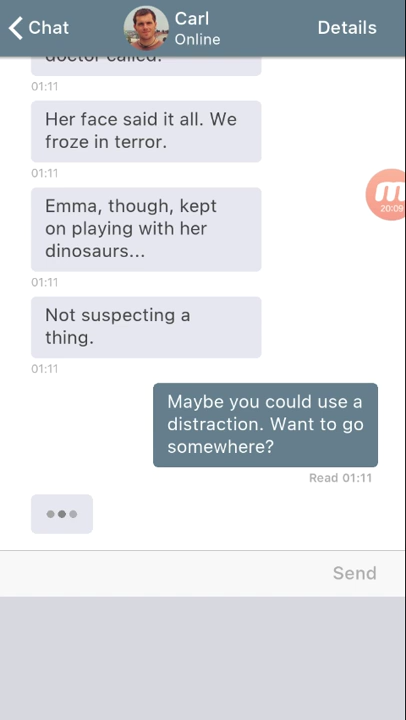 Chat
Carl
Online
Details
doctor called.
01:11
Her face said it all. We
froze in terror.
01:11
Emma, though, kept
on playing with her
dinosaurs...
01:11
Not suspecting a
thing.
01:11
Maybe you could use a
distraction. Want to go
somewhere?
Read 01:11
Send
m
20:09